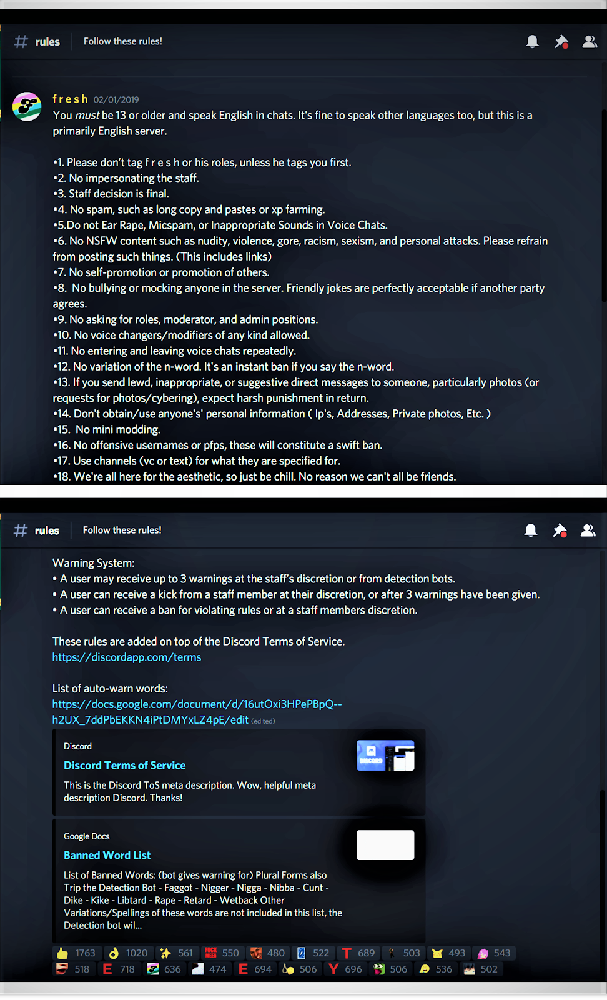 # rules Follow these rules!
f r e s h 02/01/2019
You must be 13 or older and speak English in chats. It's fine to speak other languages too, but this is a
primarily English server.
•1. Please don't tag f r e s h or his roles, unless he tags you first.
•2. No impersonating the staff.
•3. Staff decision is final.
•4. No spam, such as long copy and pastes or xp farming.
•5.Do not Ear Rape, Micspam, or Inappropriate Sounds in Voice Chats.
•6. No NSFW content such as nudity, violence, gore, racism, sexism, and personal attacks. Please refrain
from posting such things. (This includes links)
•7. No self-promotion or promotion of others.
•8.  No bullying or mocking anyone in the server. Friendly jokes are perfectly acceptable if another party
agrees.
•9. No asking for roles, moderator, and admin positions.
•10. No voice changers/modifiers of any kind allowed.
•11. No entering and leaving voice chats repeatedly.
•12. No variation of the n-word. It's an instant ban if you say the n-word.
•13. If you send lewd, inappropriate, or suggestive direct messages to someone, particularly photos (or
requests for photos/cybering), expect harsh punishment in return.
•14. Don't obtain/use anyone's' personal information ( Ip's, Addresses, Private photos, Etc. )
•15.  No mini modding.
•16. No offensive usernames or pfps, these will constitute a swift ban.
•17. Use channels (vc or text) for what they are specified for.
•18. We're all here for the aesthetic, so just be chill. No reason we can't all be friends.
# rules Follow these rules!
Warning System:
• A user may receive up to 3 warnings at the staff's discretion or from detection bots.
• A user can receive a kick from a staff member at their discretion, or after 3 warnings have been given.
• A user can receive a ban for violating rules or at a staff members discretion.
These rules are added on top of the Discord Terms of Service.
https://discordapp.com/terms
List of auto-warn words:
https://docs.google.com/document/d/16utOxi3HPePBpQ--
h2UX_7ddPbEKKN4iPtDMYxLZ4pE/edit (edited)
Discord
Discord Terms of Service
DISCORD
This is the Discord ToS meta description. Wow, helpful meta
description Discord. Thanks!
Google Docs
Banned Word List
List of Banned Words: (bot gives warning for) Plural Forms also
Trip the Detection Bot - Faggot - Nigger - Nigga - Nibba - Cunt -
Dike - Kike - Libtard - Rape - Retard - Wetback Other
Variations/Spellings of these words are not included in this list, the
Detection bot wil...
1763 1020 561 550 480 522 T 689 503 493 543
518 E 718 636 474 E 694 506 Y 696 506 536 502